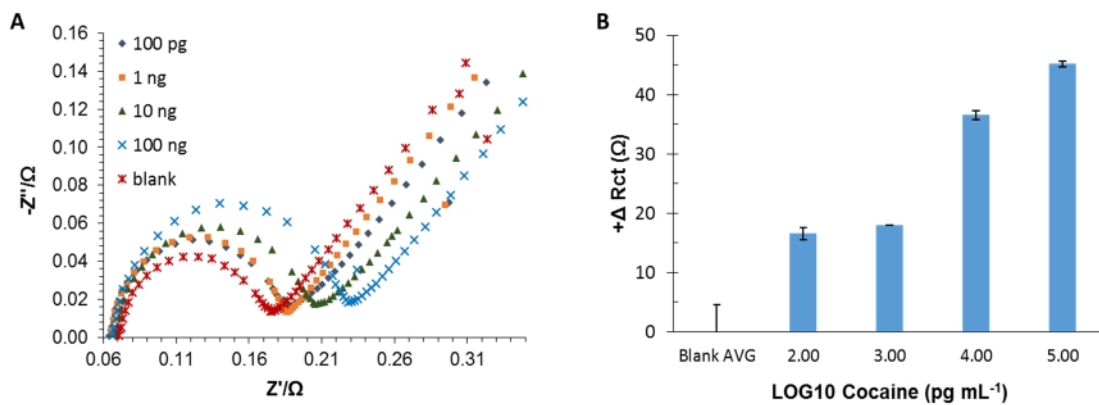 A
0.16
0.14
0.12
0.10
0.08
0.06
0.04
0.02
0.00
-Z"/Ω
100 pg
1 ng
10 ng
100 ng
blank
0.06 0.11 0.16 0.21 0.26 0.31
Z'/Ω
B
50
40
30
20
10
0
+Δ Rct (Ω)
Blank AVG 2.00 3.00 4.00 5.00
LOG10 Cocaine (pg mL⁻¹)